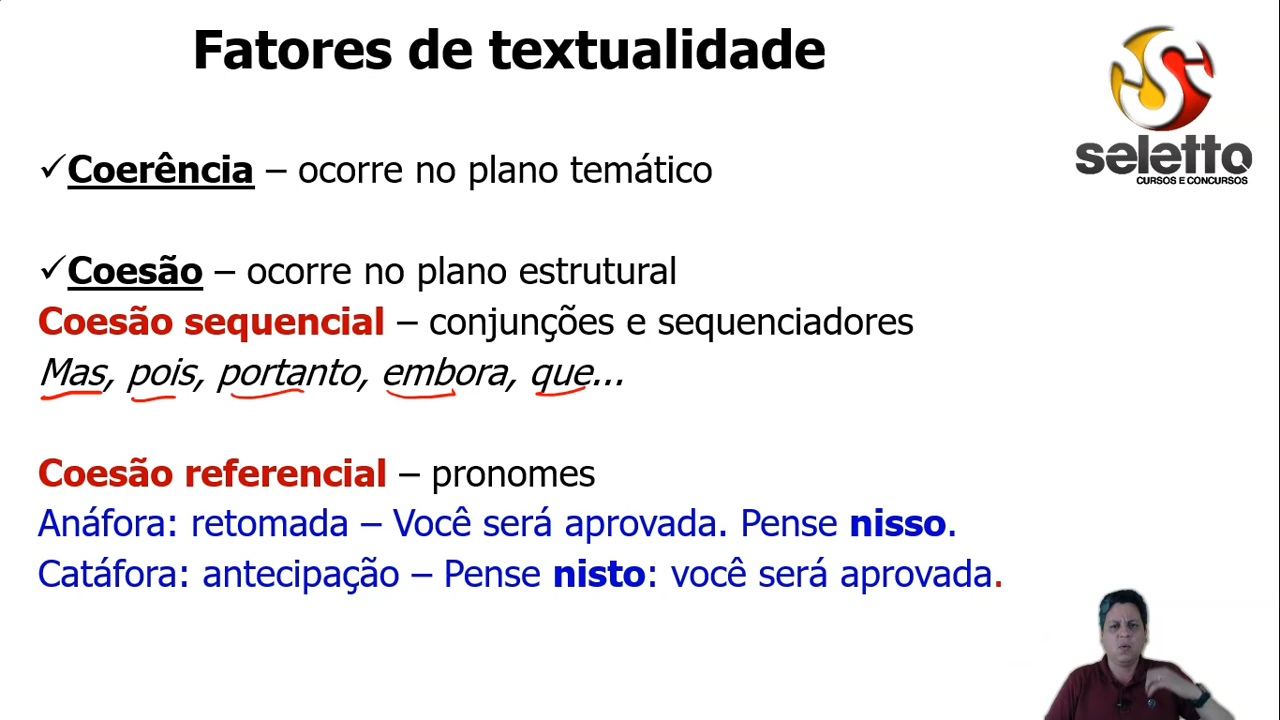 Fatores de textualidade
seletto
CURSOS E CONCURSOS
✓Coerência – ocorre no plano temático
✓Coesão – ocorre no plano estrutural
Coesão sequencial – conjunções e sequenciadores
Mas, pois, portanto, embora, que...
Coesão referencial – pronomes
Anáfora: retomada – Você será aprovada. Pense nisso.
Catáfora: antecipação – Pense nisto: você será aprovada.